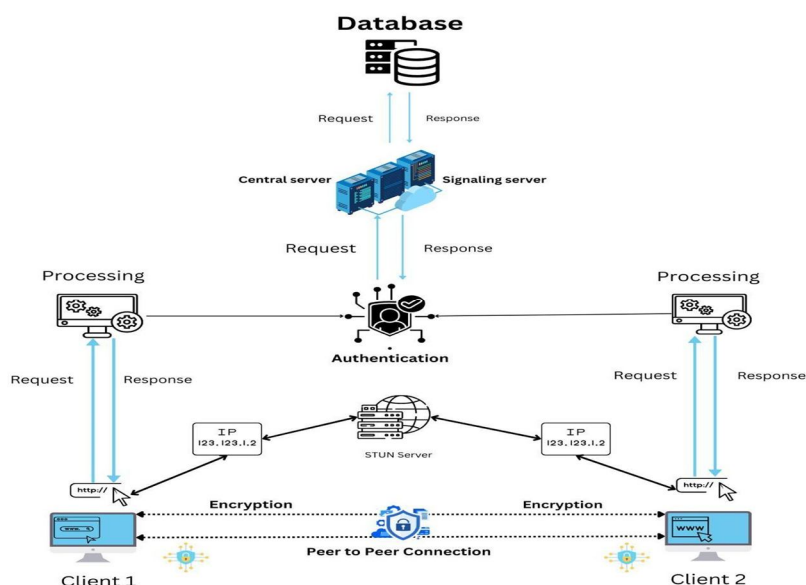 Database
Request
Response
Central server
Signaling server
Request
Response
Processing
Processing
Authentication
Request
Response
Request
Response
IP
123.123.1.2
IP
123.123.1.2
STUN Server
http://
http://
Encryption
Encryption
www.
www
Peer to Peer Connection
Client 1
Client 2